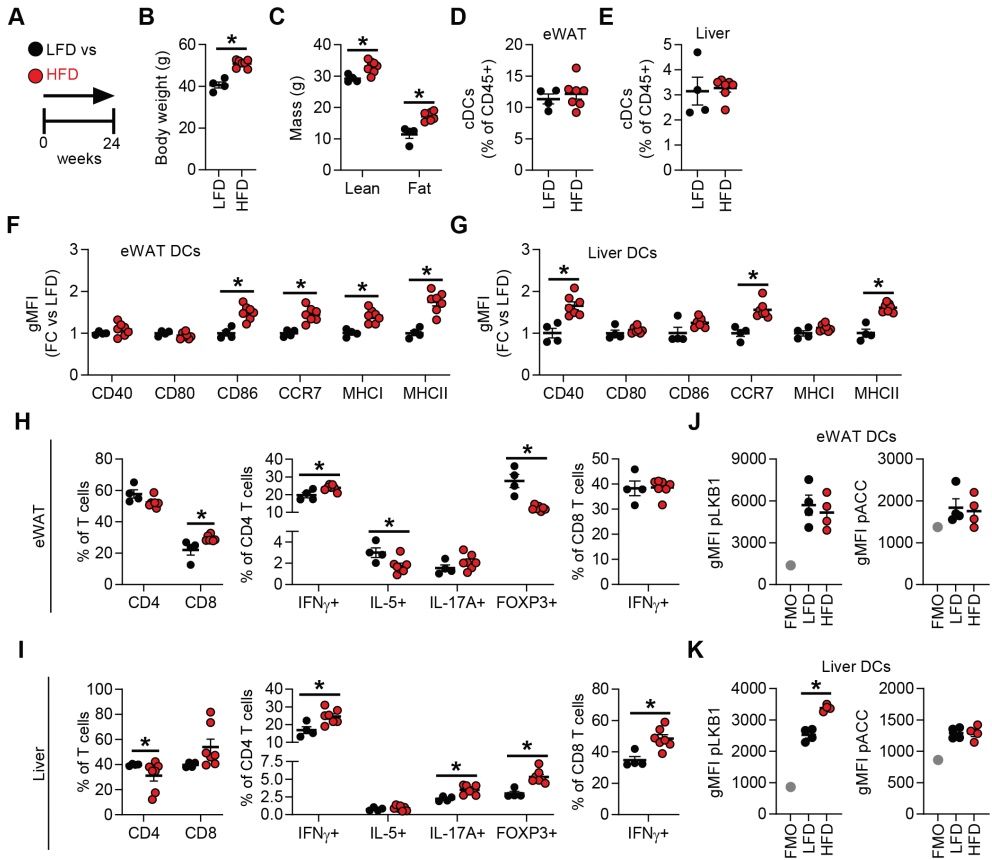 A
LFD vs
HFD
0
24
weeks
B
Body weight (g)
60
40
20
0
*
LFD
HFD
C
Mass (g)
40
30
20
10
0
*
*
Lean
Fat
D
eWAT
cDCs
(% of CD45+)
20
15
10
5
0
LFD
HFD
E
Liver
cDCs
(% of CD45+)
5
4
3
2
1
0
LFD
HFD
F
eWAT DCs
gMFI
(FC vs LFD)
3
2
1
0
*
*
*
*
CD40
CD80
CD86
CCR7
MHCI
MHCII
G
Liver DCs
gMFI
(FC vs LFD)
3
2
1
0
*
*
*
CD40
CD80
CD86
CCR7
MHCI
MHCII
H
eWAT
% of T cells
80
60
40
20
0
*
CD4
CD8
% of CD4 T cells
40
30
20
10
4
2
0
*
*
*
IFNγ+
IL-5+
IL-17A+
FOXP3+
% of CD8 T cells
50
40
30
20
10
0
IFNγ+
J
eWAT DCs
gMFI pLKB1
9000
6000
3000
0
FMO
LFD
HFD
gMFI pACC
3000
2000
1000
0
FMO
LFD
HFD
I
Liver
% of T cells
100
80
60
40
20
0
*
CD4
CD8
% of CD4 T cells
40
30
20
10
7.5
5.0
2.5
0.0
*
*
*
IFNγ+
IL-5+
IL-17A+
FOXP3+
% of CD8 T cells
80
60
40
20
0
*
IFNγ+
K
Liver DCs
gMFI pLKB1
4000
3000
2000
1000
0
*
FMO
LFD
HFD
gMFI pACC
2000
1500
1000
500
0
FMO
LFD
HFD